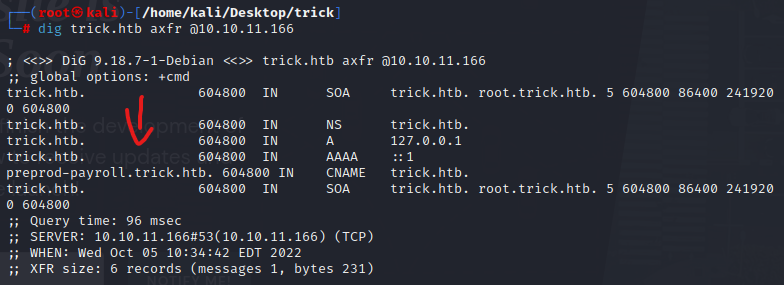 ┌──(root㉿kali)-[/home/kali/Desktop/trick]
└─# dig trick.htb axfr @10.10.11.166
; <<>> DiG 9.18.7-1-Debian <<>> trick.htb axfr @10.10.11.166
;; global options: +cmd
trick.htb. 604800 IN SOA trick.htb. root.trick.htb. 5 604800 86400 241920
0 604800
trick.htb. 604800 IN NS trick.htb.
trick.htb. 604800 IN A 127.0.0.1
trick.htb. 604800 IN AAAA ::1
preprod-payroll.trick.htb. 604800 IN CNAME trick.htb.
trick.htb. 604800 IN SOA trick.htb. root.trick.htb. 5 604800 86400 241920
0 604800
;; Query time: 96 msec
;; SERVER: 10.10.11.166#53(10.10.11.166) (TCP)
;; WHEN: Wed Oct 05 10:34:42 EDT 2022
;; XFR size: 6 records (messages 1, bytes 231)